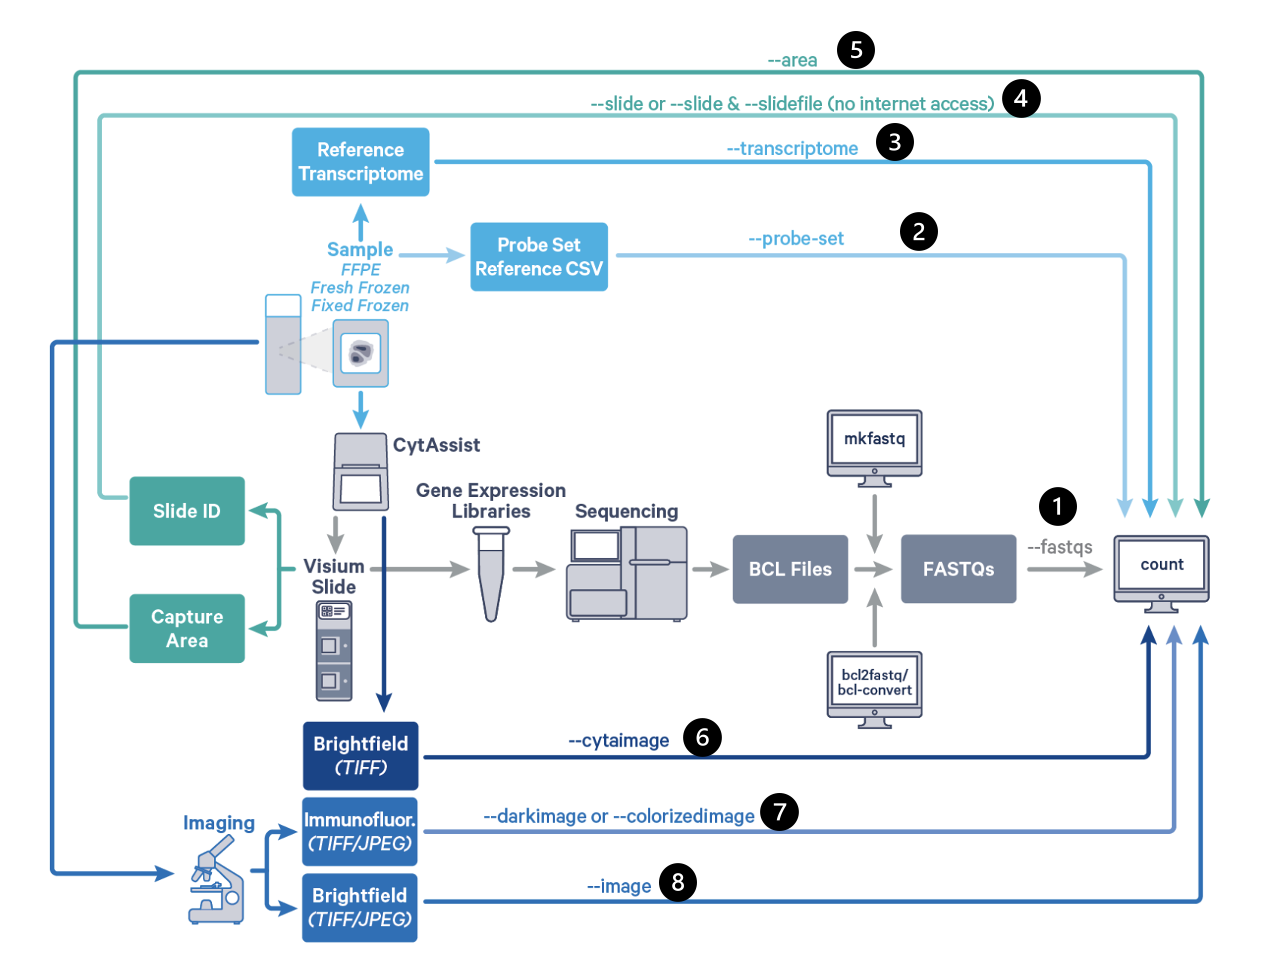 --area 5
--slide or --slide & --slidefile (no internet access) 4
Reference
Transcriptome
--transcriptome 3
Sample
FFPE
Fresh Frozen
Fixed Frozen
Probe Set
Reference CSV
--probe-set 2
CytAssist
mkfastq
Slide ID
Gene Expression
Libraries
Sequencing
1
--fastqs
Visium
Slide
BCL Files
FASTQs
count
Capture
Area
bcl2fastq/
bcl-convert
Brightfield
(TIFF)
--cytaimage 6
Imaging
Immunofluor.
(TIFF/JPEG)
--darkimage or --colorizedimage 7
Brightfield
(TIFF/JPEG)
--image 8